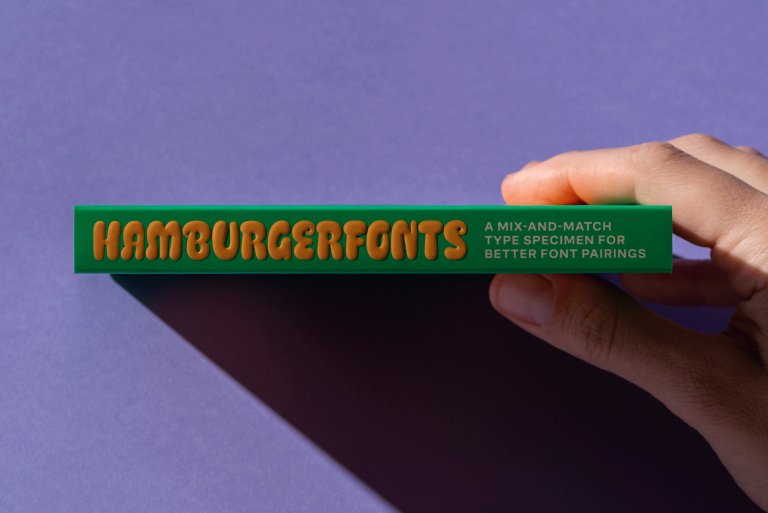 HAMBURGERFONTS
A MIX-AND-MATCH
TYPE SPECIMEN FOR
BETTER FONT PAIRINGS